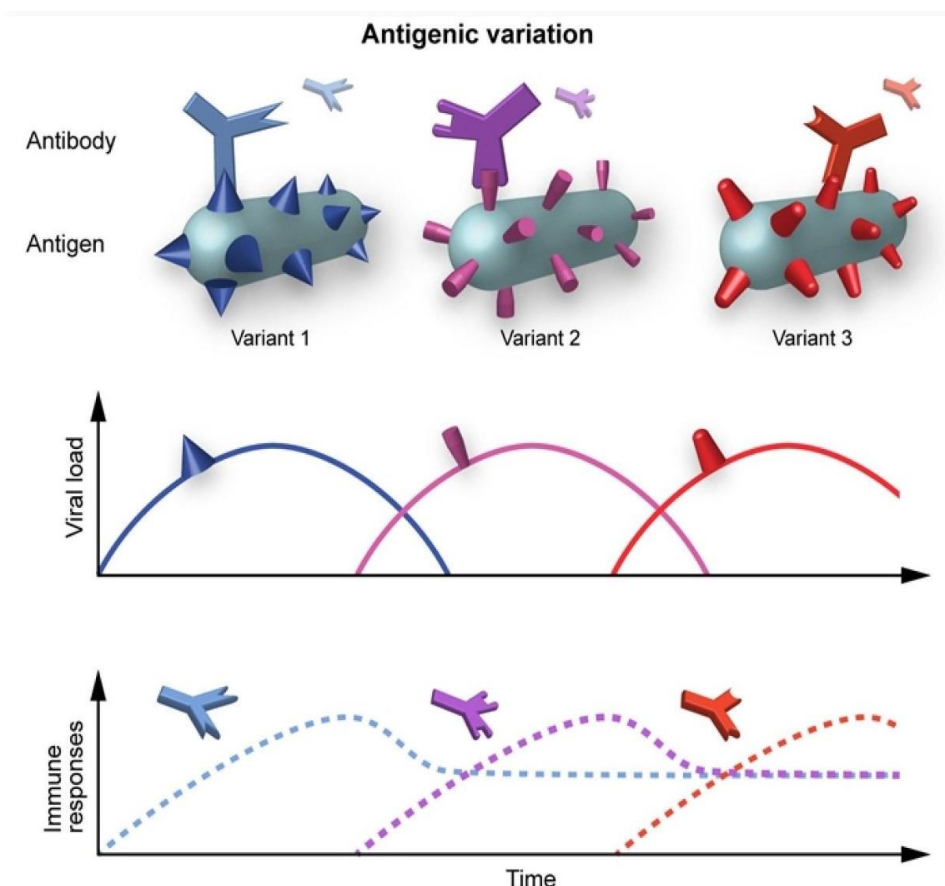 Antigenic variation
Antibody
Antigen
Variant 1
Variant 2
Variant 3
Viral load
Immune
responses
Time